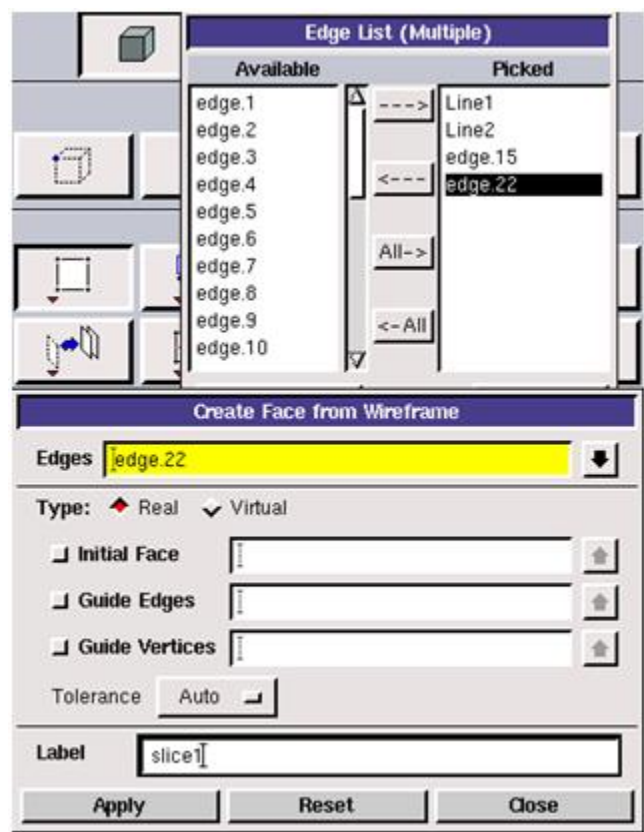 Edge List (Multiple)
Available Picked
edge.1
edge.2
edge.3
edge.4
edge.5
edge.6
edge.7
edge.8
edge.9
edge.10
--->
<---
All->
<-All
Line1
Line2
edge.15
edge.22
Create Face from Wireframe
Edges edge.22
Type: Real Virtual
Initial Face
Guide Edges
Guide Vertices
Tolerance Auto
Label slice1
Apply Reset Close